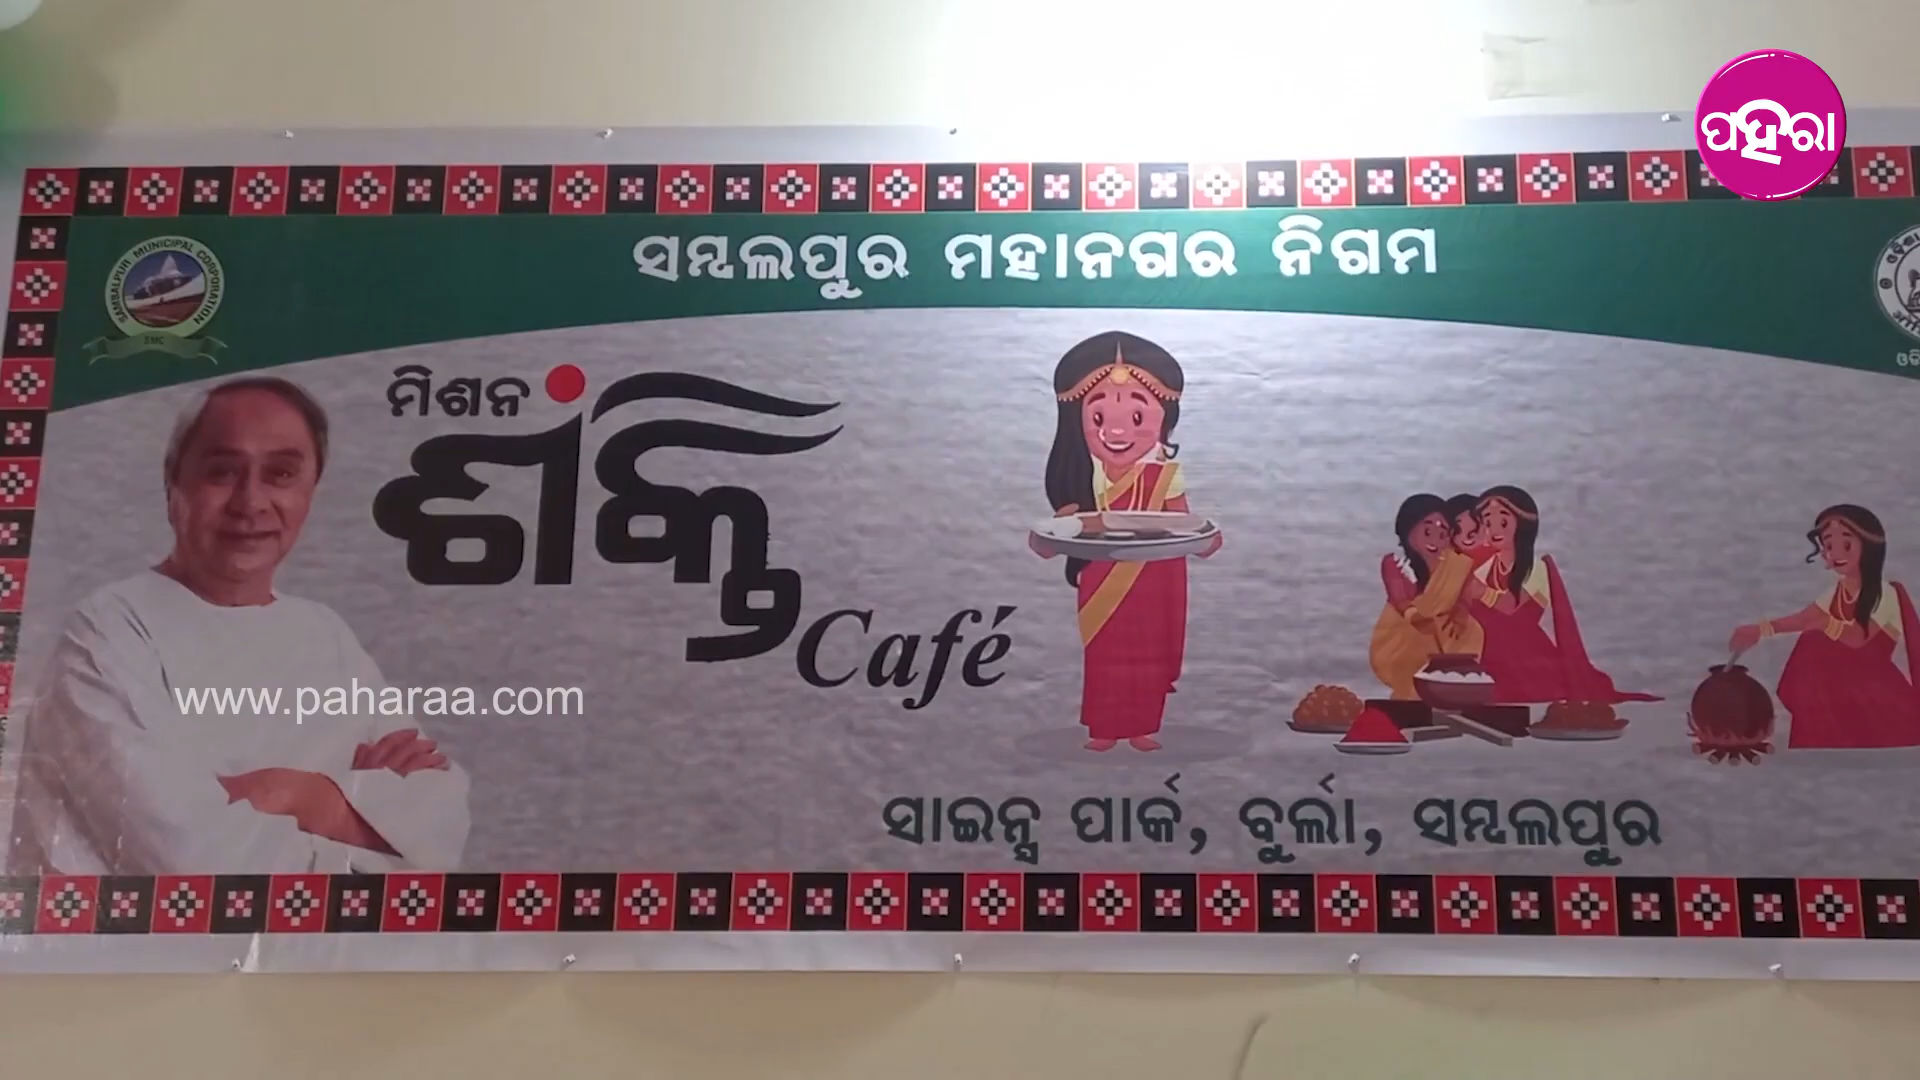 ପହରା
ସମ୍ବଲପୁର ମହାନଗର ନିଗମ
SAMBALPUR MUNICIPAL CORPORATION
SMC
ମିଶନ
ଶକ୍ତି
Café
www.paharaa.com
ସାଇନ୍ସ ପାର୍କ, ବୁର୍ଲା, ସମ୍ବଲପୁର